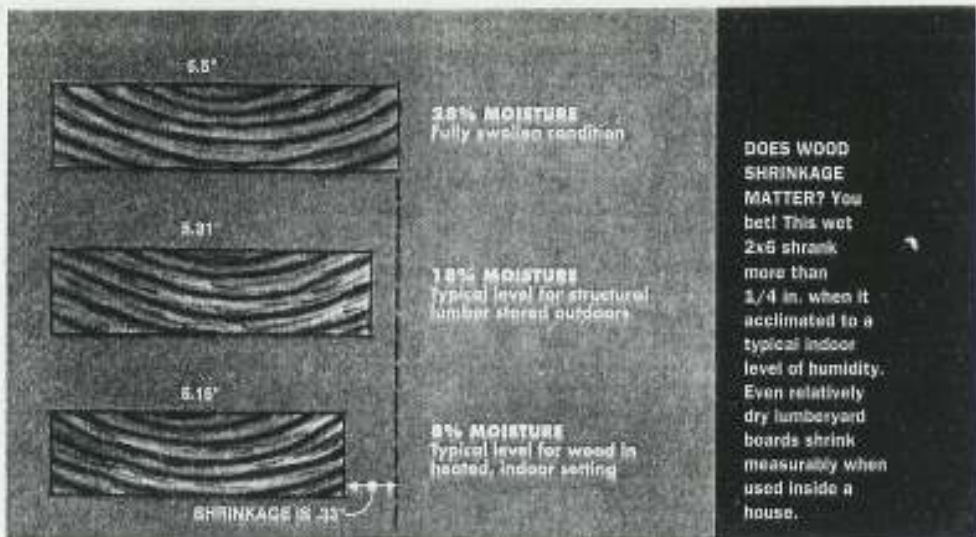 5.5"
28% MOISTURE
Fully swollen condition
5.31
18% MOISTURE
Typical level for structural
lumber stored outdoors
5.16"
8% MOISTURE
Typical level for wood in
heated, indoor setting
SHRINKAGE IS .33"
DOES WOOD
SHRINKAGE
MATTER? You
bet! This wet
2x6 shrank
more than
1/4 in. when it
acclimated to a
typical indoor
level of humidity.
Even relatively
dry lumberyard
boards shrink
measurably when
used inside a
house.